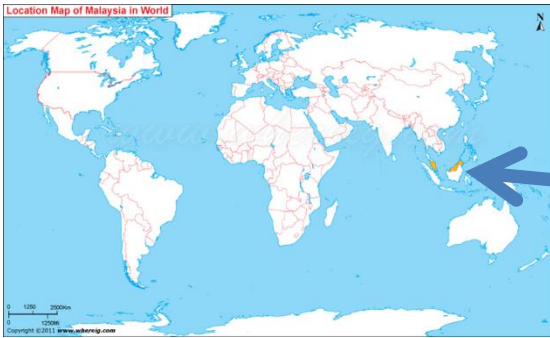 Location Map of Malaysia in World
N
0 1250 2500Km
0 1250Mi
Copyright ©2011 www.whereig.com